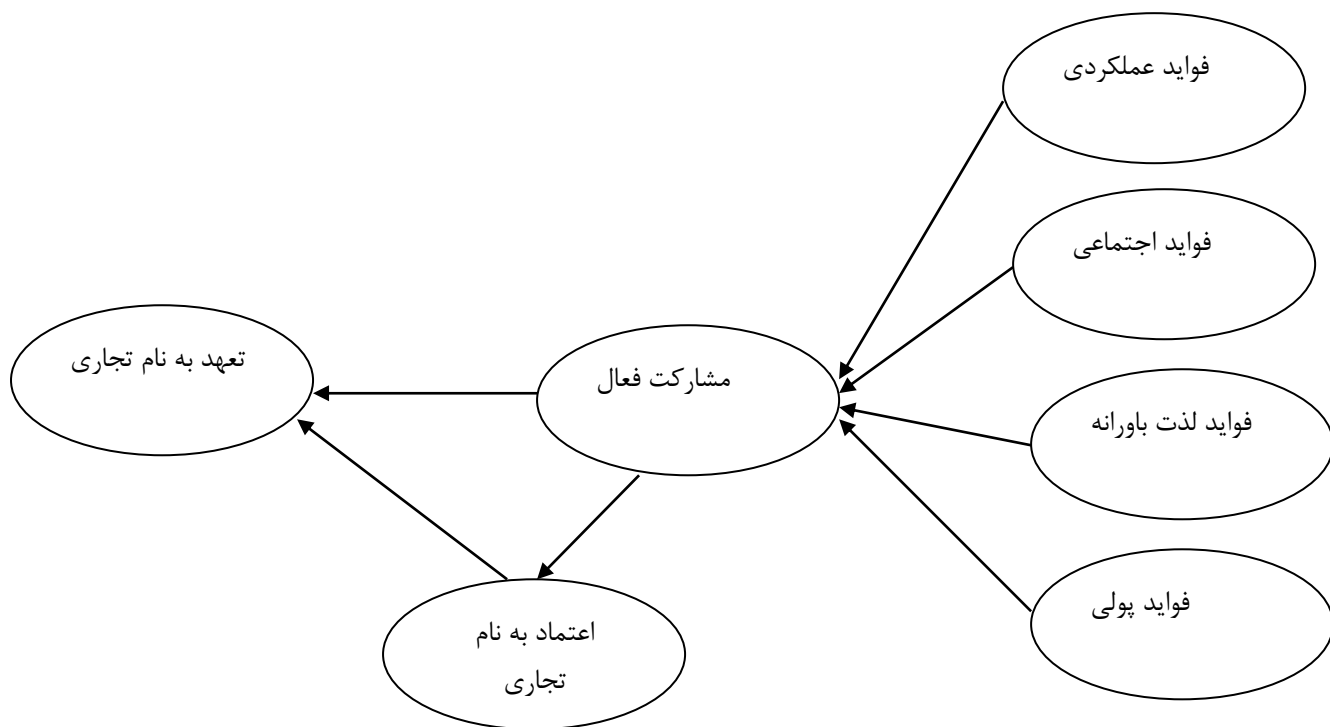 فواید عملکردی
فواید اجتماعی
فواید لذت باورانه
فواید پولی
مشارکت فعال
تعهد به نام تجاری
اعتماد به نام
تجاری